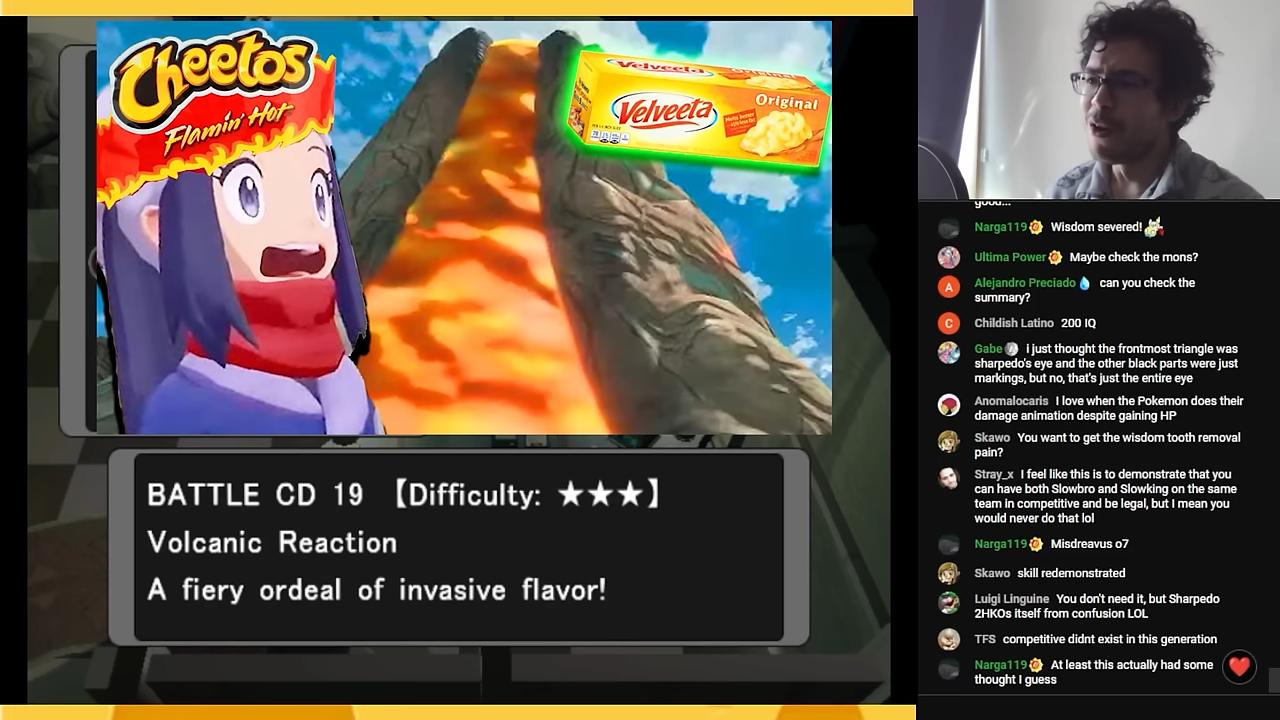 Cheetos
Flamin' Hot
Velveeta
Velveeta
Original
Original
BATTLE CD 19 【Difficulty: ★★★】
Volcanic Reaction
A fiery ordeal of invasive flavor!
good...
Narga119 Wisdom severed!
Ultima Power Maybe check the mons?
A
Alejandro Preciado can you check the
summary?
C
Childish Latino 200 IQ
Gabe i just thought the frontmost triangle was
sharpedo's eye and the other black parts were just
markings, but no, that's just the entire eye
Anomalocaris I love when the Pokemon does their
damage animation despite gaining HP
Skawo You want to get the wisdom tooth removal
pain?
Stray_x I feel like this is to demonstrate that you
can have both Slowbro and Slowking on the same
team in competitive and be legal, but I mean you
would never do that lol
Narga119 Misdreavus o7
Skawo skill redemonstrated
Luigi Linguine You don't need it, but Sharpedo
2HKOs itself from confusion LOL
TFS competitive didnt exist in this generation
Narga119 At least this actually had some
thought I guess